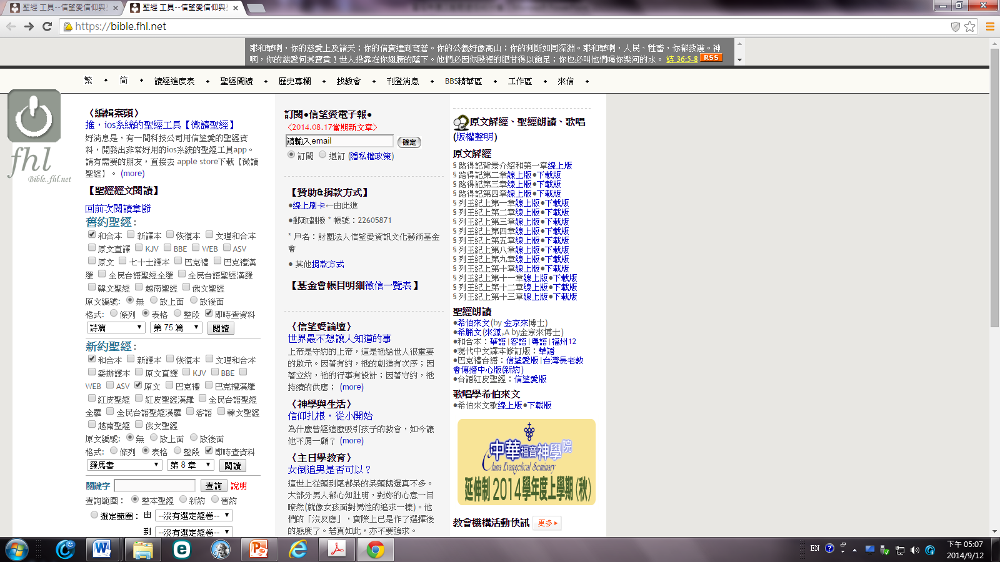 聖經 工具--信望愛信仰與
聖經 工具--信望愛信仰與
https://bible.fhl.net
耶和華啊，你的慈愛上及諸天；你的信實達到穹蒼。你的公義好像高山；你的判斷如同深淵。耶和華啊，人民、牲畜，你都救護。神
啊，你的慈愛何其寶貴！世人投靠在你翅膀的蔭下。他們必因你殿裡的肥甘得以飽足；你也必叫他們喝你樂河的水。 詩 36:5-8 RSS
繁 • 简 • 讀經進度表 • 聖經閱讀 • 歷史專欄 • 找教會 • 刊登消息 • BBS精華區 • 工作區 • 來信 •
fhl
Bible..fhl.net
〈編輯案頭〉
推，ios系統的聖經工具【微讀聖經】
好消息是，有一間科技公司用信望愛的聖經資
料，開發出非常好用的ios系統的聖經工具app。
請有需要的朋友，直接去 apple store下載【微讀
聖經】。 (more)
【聖經經文閱讀】
回前次閱讀章節
舊約聖經：
和合本 新譯本 恢復本 文理和合本
原文直譯 KJV BBE WEB ASV
原文 七十士譯本 巴克禮 巴克禮漢
羅 全民台語聖經全羅 全民台語聖經漢羅
韓文聖經 越南聖經 俄文聖經
原文編號: 無 放上面 放後面
格式: 條列 表格 整段 即時查資料
詩篇 第 75 篇 閱讀
新約聖經：
和合本 新譯本 恢復本 文理和合本
委辦譯本 原文直譯 KJV BBE
WEB ASV 原文 巴克禮 巴克禮漢羅
紅皮聖經 紅皮聖經漢羅 全民台語聖經
全羅 全民台語聖經漢羅 客語 韓文聖經
越南聖經 俄文聖經
原文編號: 無 放上面 放後面
格式: 條列 表格 整段 即時查資料
羅馬書 第 8 章 閱讀
關鍵字 查詢 說明
查詢範圍： 整本聖經 新約 舊約
選定範圍： 由 --沒有選定經卷--
到 --沒有選定經卷--
訂閱●信望愛電子報●
〈2014.08.17當期新文章〉
請輸入email 確定
訂閱 退訂 (隱私權政策)
【贊助&捐款方式】
●線上刷卡←由此進
●郵政劃撥 * 帳號：22605871
* 戶名：財團法人信望愛資訊文化藝術基金
會
● 其他捐款方式
【基金會帳目明細徵信一覽表】
〈信望愛論壇〉
世界最不想讓人知道的事
上帝是守約的上帝，這是祂給世人很重要
的啟示。因著有約，祂的創造有次序；因
著立約，祂的行事有設計；因著守約，祂
持續的供應； (more)
〈神學與生活〉
信仰扎根，從小開始
為什麼曾經這麼吸引孩子的教會，如今讓
他不屑一顧？ (more)
〈主日學教育〉
女倒追男是否可以？
這世上從頭到尾都呆的呆頭鵝還真不多。
大部分男人都心知肚明，對妳的心意一目
瞭然(就像女孩面對男性的追求一樣)。他
們的「沒反應」，實際上已是作了選擇後
的態度了。若真如此，亦不要強求。
原文解經、聖經朗讀、歌唱
(版權聲明)
原文解經
§ 路得記背景介紹和第一章線上版
§ 路得記第二章線上版●下載版
§ 路得記第三章線上版●下載版
§ 路得記第四章線上版●下載版
§ 列王紀上第一章線上版●下載版
§ 列王紀上第二章線上版●下載版
§ 列王紀上第三章線上版●下載版
§ 列王紀上第四章線上版●下載版
§ 列王紀上第五章線上版●下載版
§ 列王紀上第八章線上版●下載版
§ 列王紀上第九章線上版●下載版
§ 列王紀上第十章線上版●下載版
§ 列王紀上第十一章線上版●下載版
§ 列王紀上第十二章線上版●下載版
§ 列王紀上第十三章線上版●下載版
聖經朗讀
●希伯來文(by 金京來博士)
●希臘文(來源,A by金京來博士)
●和合本：華語|客語|粵語|福州12
●現代中文譯本修訂版：華語
●巴克禮台語：信望愛版|台灣長老教
會傳播中心版(新約)
●台語紅皮聖經：信望愛版
歌唱學希伯來文
●希伯來文歌線上版●下載版
中華福音神學院
China Evangelical Seminary
延伸制 2014學年度上學期 (秋)
教會機構活動快訊 更多
EN
下午 05:07
2014/9/12